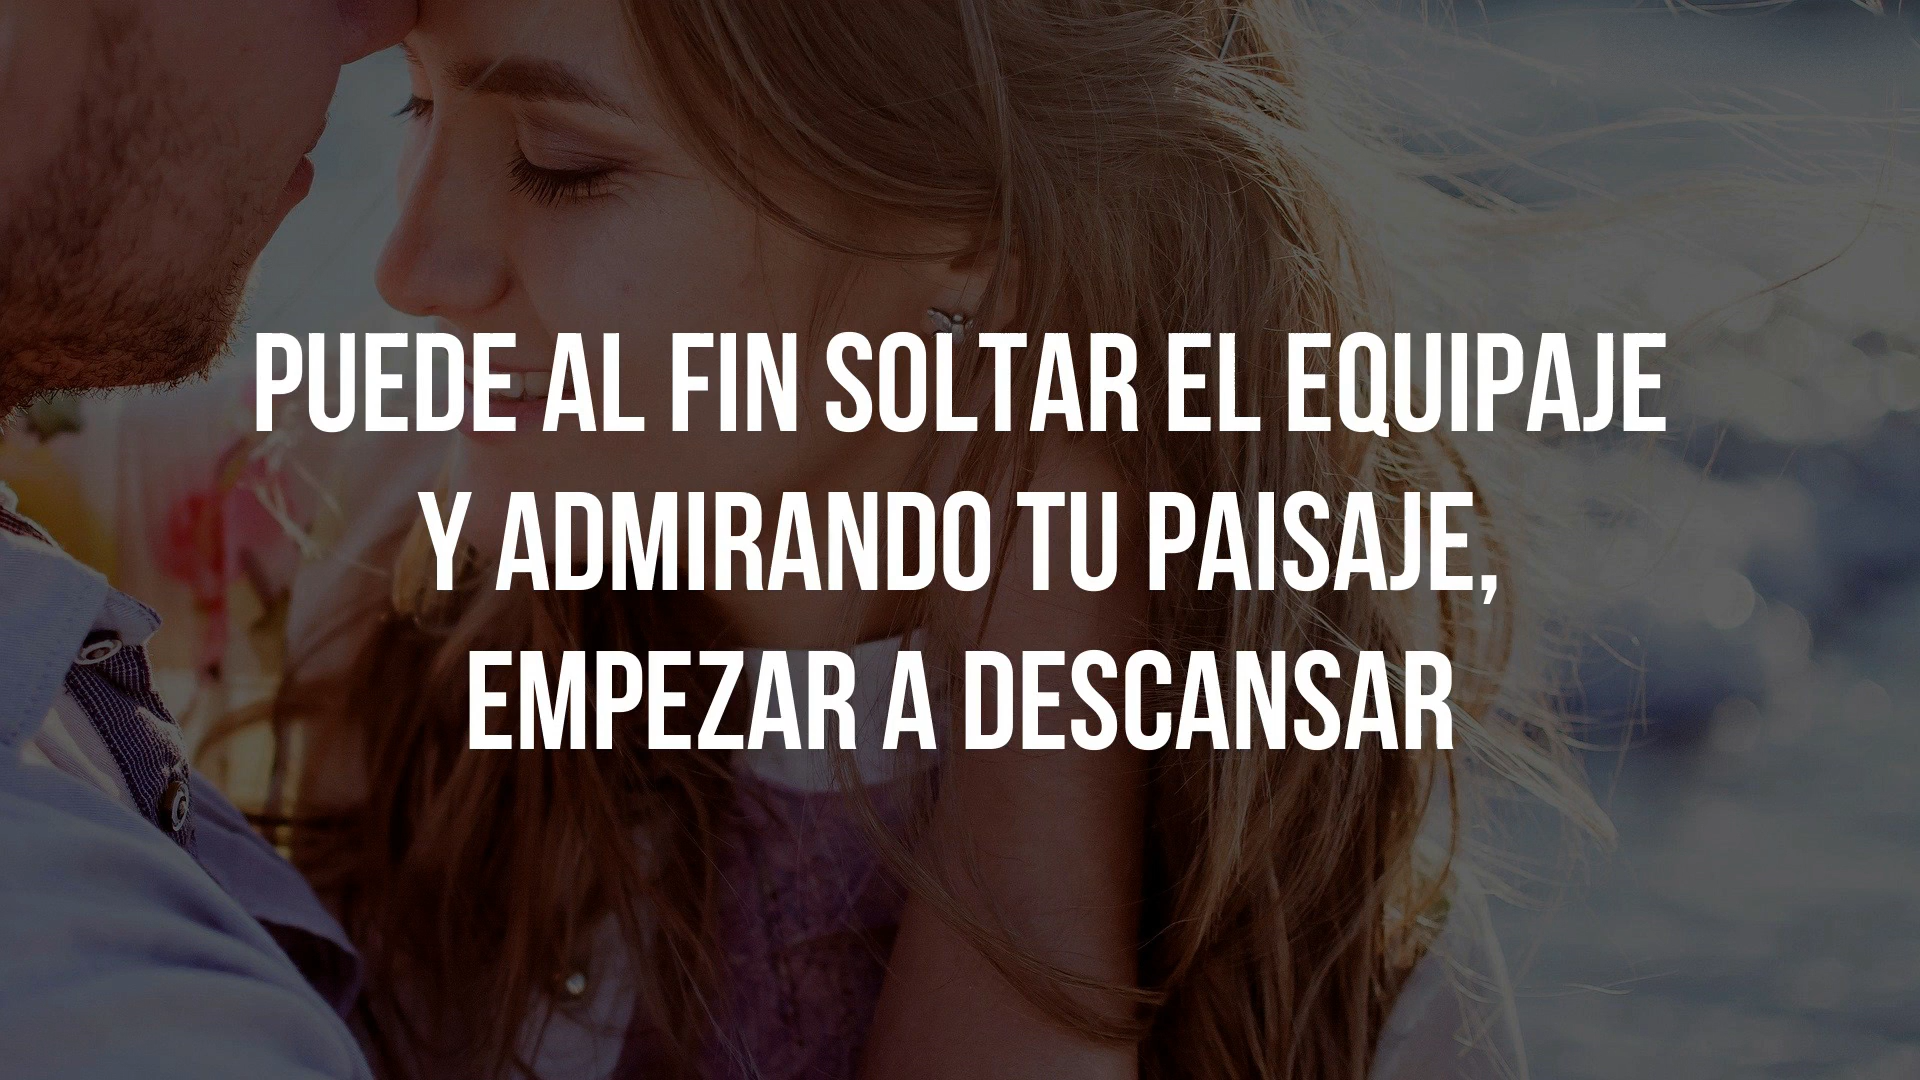 PUEDE AL FIN SOLTAR EL EQUIPAJE
Y ADMIRANDO TU PAISAJE,
EMPEZAR A DESCANSAR